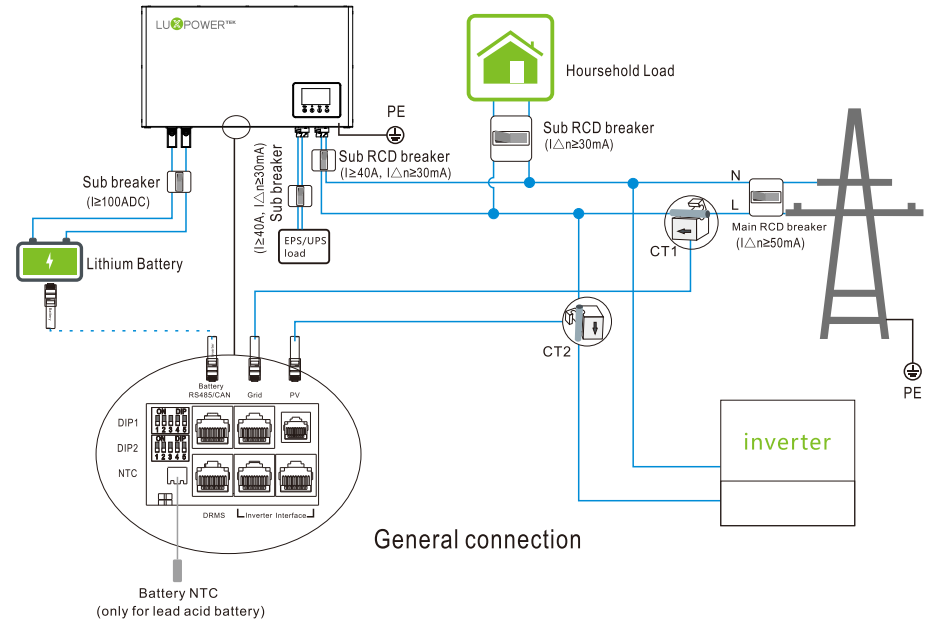 LUXPOWER TEK
PE
Hoursehold Load
Sub RCD breaker
(I△n≥30mA)
Sub breaker
(I≥100ADC)
Sub breaker
(I≥40A, I△n≥30mA)
Sub RCD breaker
(I≥40A, I△n≥30mA)
N
L
Main RCD breaker
(I△n≥50mA)
EPS/UPS
load
CT1
Lithium Battery
Battery
CT2
PE
Battery
RS485/CAN
Grid
PV
DIP1
ON DIP
1 2 3 4 5
DIP2
ON DIP
1 2 3 4 5
NTC
DRMS
Inverter Interface
inverter
General connection
Battery NTC
(only for lead acid battery)